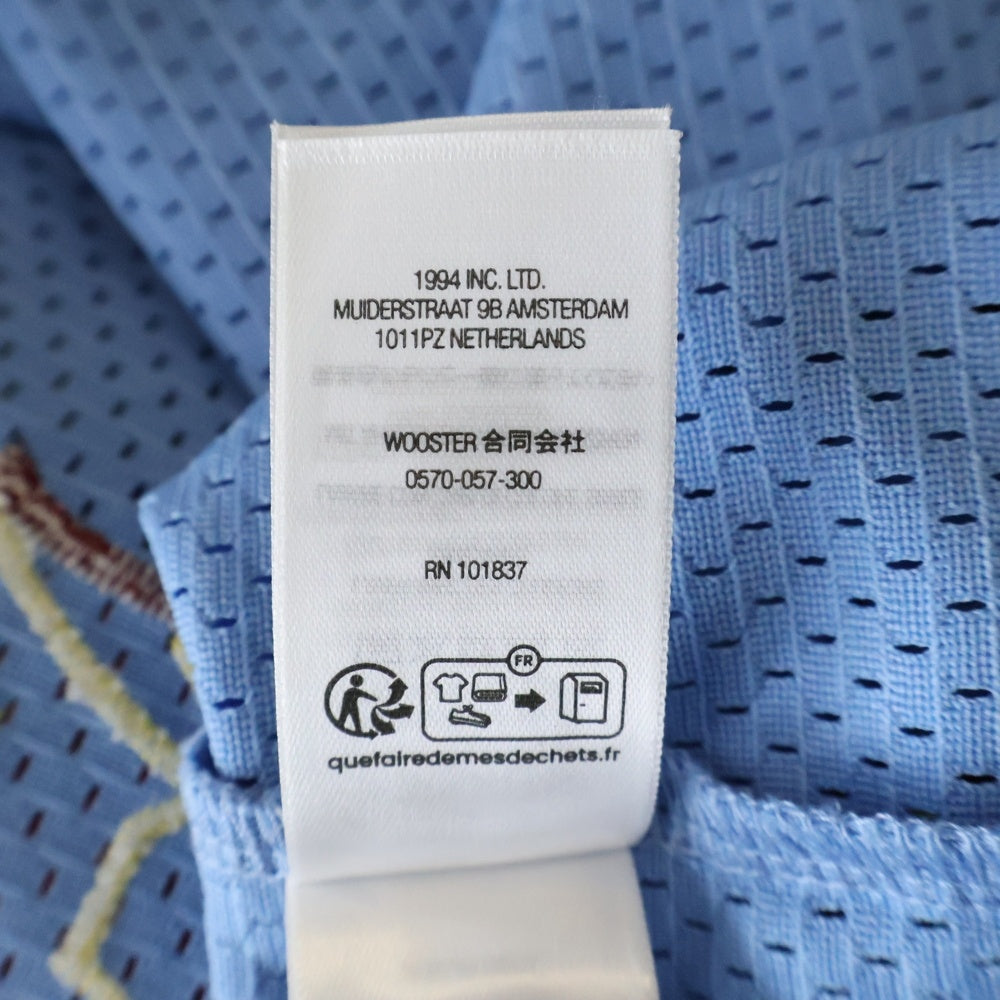 1994 INC. LTD.
MUIDERSTRAAT 9B AMSTERDAM
1011PZ NETHERLANDS
WOOSTER 合同会社
0570-057-300
RN 101837
FR
quefairedemesdechets.fr